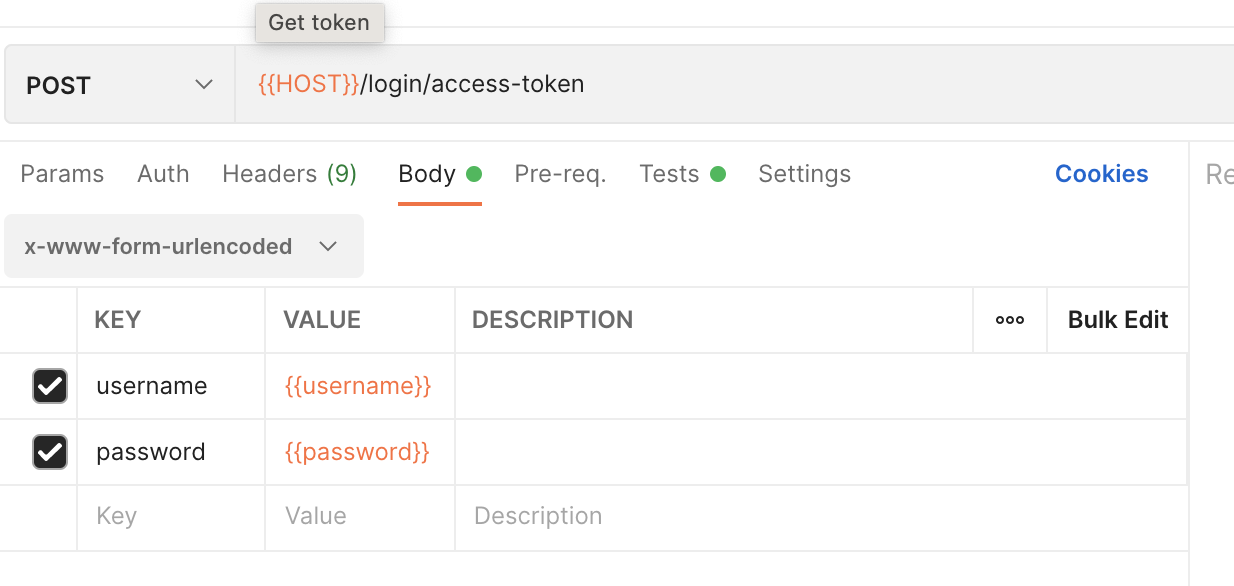 Get token
POST {{HOST}}/login/access-token
Params Auth Headers (9) Body Pre-req. Tests Settings Cookies Re
x-www-form-urlencoded
KEY VALUE DESCRIPTION ooo Bulk Edit
username {{username}}
password {{password}}
Key Value Description